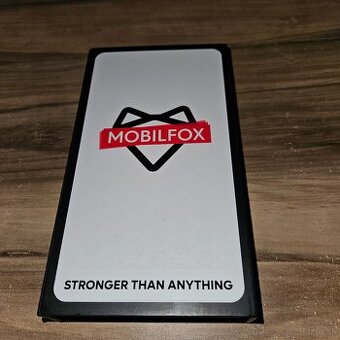 MOBILFOX
STRONGER THAN ANYTHING